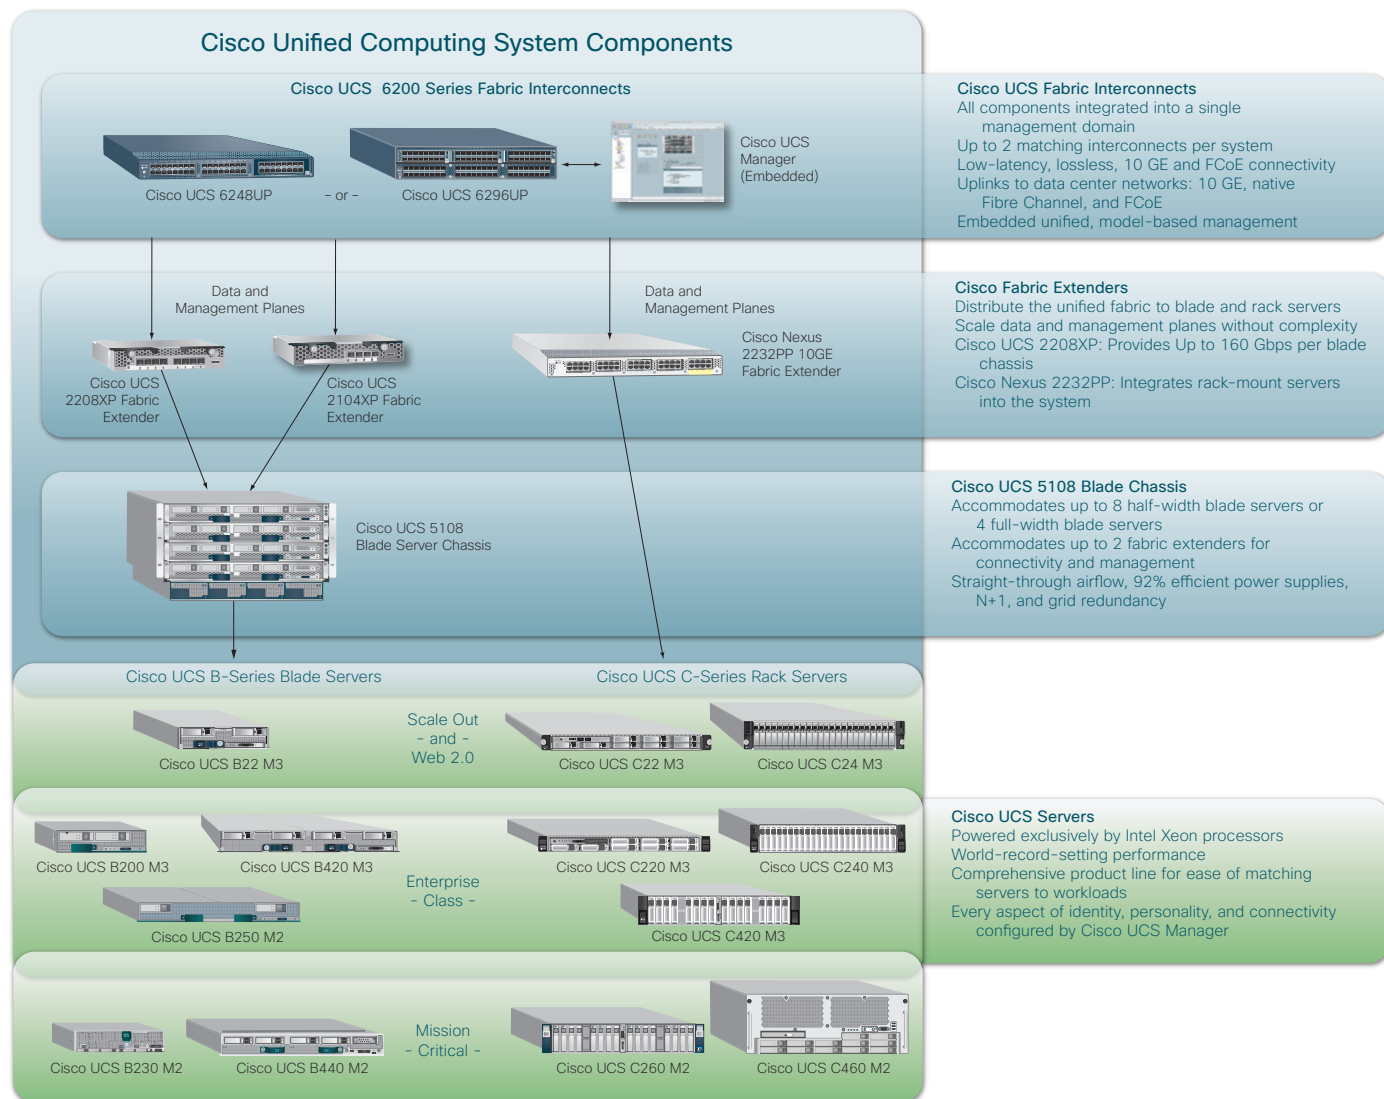 Cisco Unified Computing System Components
Cisco UCS 6200 Series Fabric Interconnects
Cisco UCS 6248UP
- or -
Cisco UCS 6296UP
Cisco UCS
Manager
(Embedded)
Cisco UCS Fabric Interconnects
All components integrated into a single
management domain
Up to 2 matching interconnects per system
Low-latency, lossless, 10 GE and FCoE connectivity
Uplinks to data center networks: 10 GE, native
Fibre Channel, and FCoE
Embedded unified, model-based management
Data and
Management Planes
Data and
Management Planes
Cisco UCS
2208XP Fabric
Extender
Cisco UCS
2104XP Fabric
Extender
Cisco Nexus
2232PP 10GE
Fabric Extender
Cisco Fabric Extenders
Distribute the unified fabric to blade and rack servers
Scale data and management planes without complexity
Cisco UCS 2208XP: Provides Up to 160 Gbps per blade
chassis
Cisco Nexus 2232PP: Integrates rack-mount servers
into the system
Cisco UCS 5108
Blade Server Chassis
Cisco UCS 5108 Blade Chassis
Accommodates up to 8 half-width blade servers or
4 full-width blade servers
Accommodates up to 2 fabric extenders for
connectivity and management
Straight-through airflow, 92% efficient power supplies,
N+1, and grid redundancy
Cisco UCS B-Series Blade Servers
Cisco UCS C-Series Rack Servers
Cisco UCS B22 M3
Scale Out
- and -
Web 2.0
Cisco UCS C22 M3
Cisco UCS C24 M3
Cisco UCS B200 M3
Cisco UCS B420 M3
Cisco UCS B250 M2
Enterprise
- Class -
Cisco UCS C220 M3
Cisco UCS C240 M3
Cisco UCS C420 M3
Cisco UCS Servers
Powered exclusively by Intel Xeon processors
World-record-setting performance
Comprehensive product line for ease of matching
servers to workloads
Every aspect of identity, personality, and connectivity
configured by Cisco UCS Manager
Cisco UCS B230 M2
Cisco UCS B440 M2
Mission
- Critical -
Cisco UCS C260 M2
Cisco UCS C460 M2